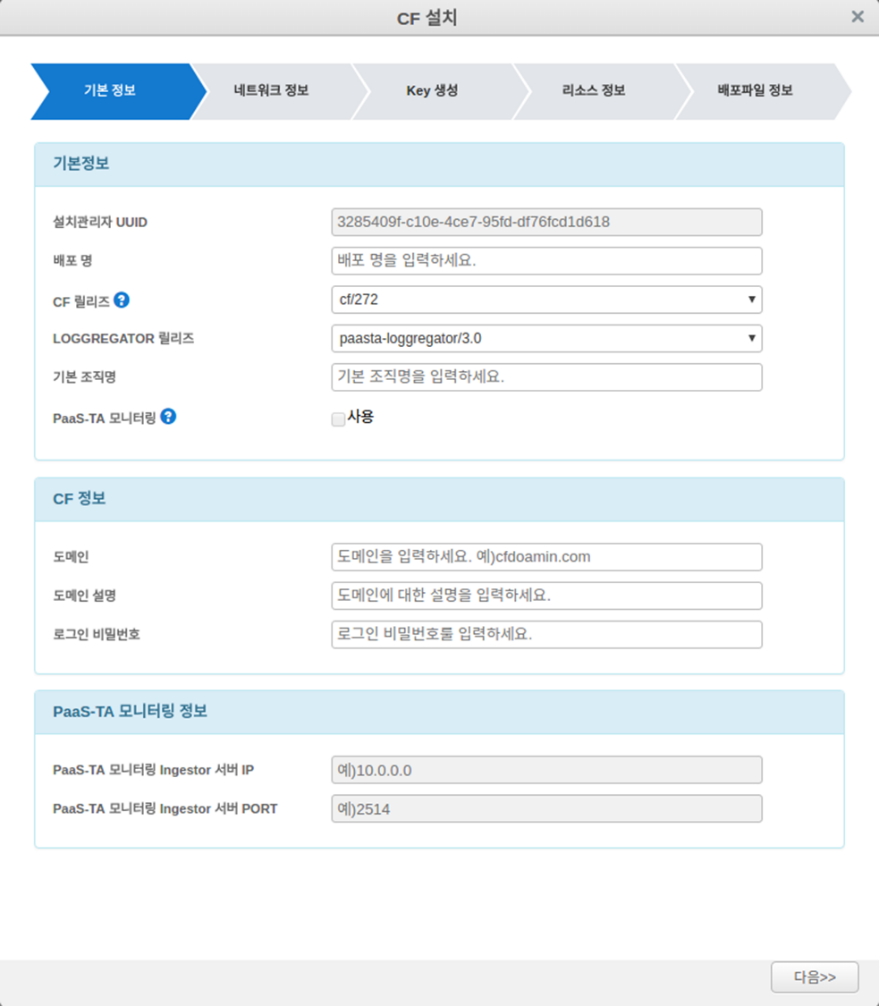 CF 설치
×
기본 정보
네트워크 정보
Key 생성
리소스 정보
배포파일 정보
기본정보
설치관리자 UUID
3285409f-c10e-4ce7-95fd-df76fcd1d618
배포 명
배포 명을 입력하세요.
CF 릴리즈 ?
cf/272
LOGGREGATOR 릴리즈
paasta-loggregator/3.0
기본 조직명
기본 조직명을 입력하세요.
PaaS-TA 모니터링 ?
사용
CF 정보
도메인
도메인을 입력하세요. 예)cfdoamin.com
도메인 설명
도메인에 대한 설명을 입력하세요.
로그인 비밀번호
로그인 비밀번호룰 입력하세요.
PaaS-TA 모니터링 정보
PaaS-TA 모니터링 Ingestor 서버 IP
예)10.0.0.0
PaaS-TA 모니터링 Ingestor 서버 PORT
예)2514
다음>>